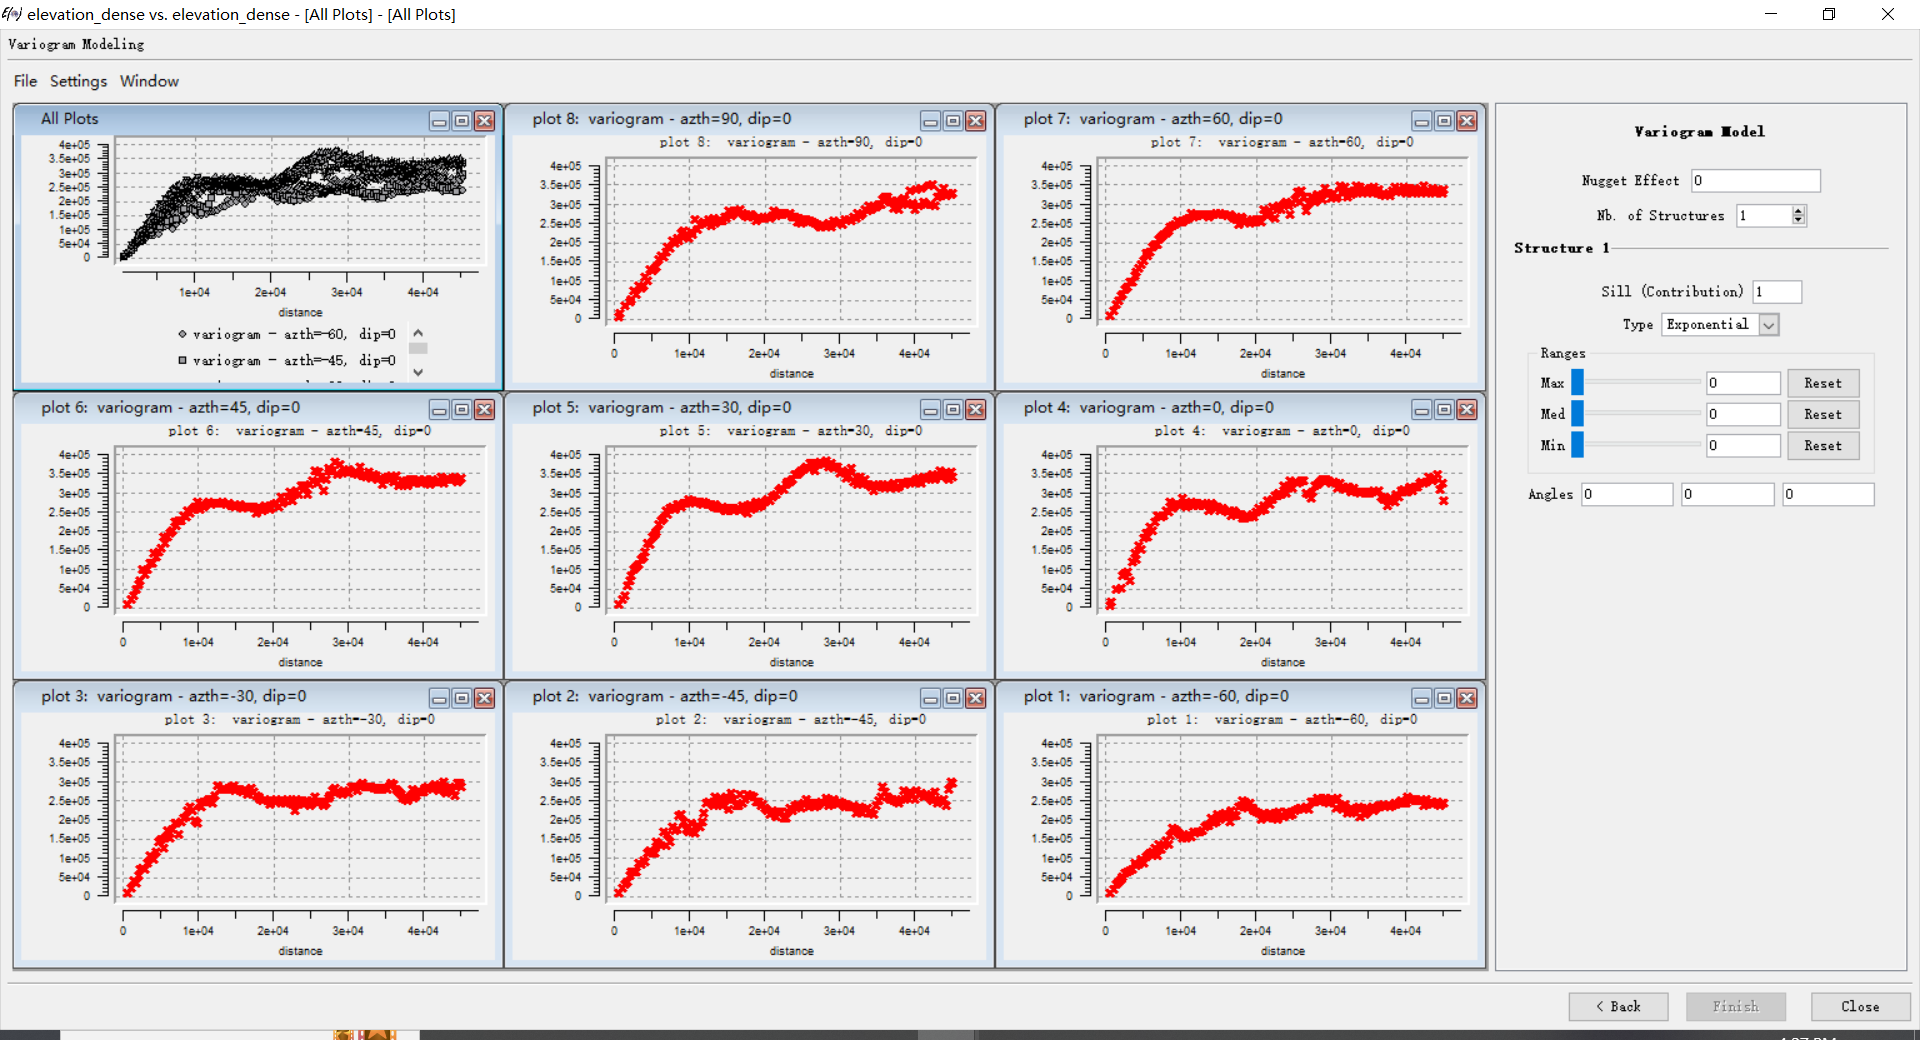 E(γ) elevation_dense vs. elevation_dense - [All Plots] - [All Plots]
Variogram Modeling
File Settings Window
All Plots
4e+05
3.5e+05
3e+05
2.5e+05
2e+05
1.5e+05
1e+05
5e+04
0
1e+04 2e+04 3e+04 4e+04
distance
variogram - azth=-60, dip=0
variogram - azth=-45, dip=0
plot 8: variogram - azth=90, dip=0
plot 8: variogram - azth=90, dip=0
4e+05
3.5e+05
3e+05
2.5e+05
2e+05
1.5e+05
1e+05
5e+04
0
0 1e+04 2e+04 3e+04 4e+04
distance
plot 7: variogram - azth=60, dip=0
plot 7: variogram - azth=60, dip=0
4e+05
3.5e+05
3e+05
2.5e+05
2e+05
1.5e+05
1e+05
5e+04
0
0 1e+04 2e+04 3e+04 4e+04
distance
plot 6: variogram - azth=45, dip=0
plot 6: variogram - azth=45, dip=0
4e+05
3.5e+05
3e+05
2.5e+05
2e+05
1.5e+05
1e+05
5e+04
0
0 1e+04 2e+04 3e+04 4e+04
distance
plot 5: variogram - azth=30, dip=0
plot 5: variogram - azth=30, dip=0
4e+05
3.5e+05
3e+05
2.5e+05
2e+05
1.5e+05
1e+05
5e+04
0
0 1e+04 2e+04 3e+04 4e+04
distance
plot 4: variogram - azth=0, dip=0
plot 4: variogram - azth=0, dip=0
4e+05
3.5e+05
3e+05
2.5e+05
2e+05
1.5e+05
1e+05
5e+04
0
0 1e+04 2e+04 3e+04 4e+04
distance
plot 3: variogram - azth=-30, dip=0
plot 3: variogram - azth=-30, dip=0
4e+05
3.5e+05
3e+05
2.5e+05
2e+05
1.5e+05
1e+05
5e+04
0
0 1e+04 2e+04 3e+04 4e+04
distance
plot 2: variogram - azth=-45, dip=0
plot 2: variogram - azth=-45, dip=0
4e+05
3.5e+05
3e+05
2.5e+05
2e+05
1.5e+05
1e+05
5e+04
0
0 1e+04 2e+04 3e+04 4e+04
distance
plot 1: variogram - azth=-60, dip=0
plot 1: variogram - azth=-60, dip=0
4e+05
3.5e+05
3e+05
2.5e+05
2e+05
1.5e+05
1e+05
5e+04
0
0 1e+04 2e+04 3e+04 4e+04
distance
Variogram Model
Nugget Effect 0
Nb. of Structures 1
Structure 1
Sill (Contribution) 1
Type Exponential
Ranges
Max 0 Reset
Med 0 Reset
Min 0 Reset
Angles 0 0 0
< Back Finish Close